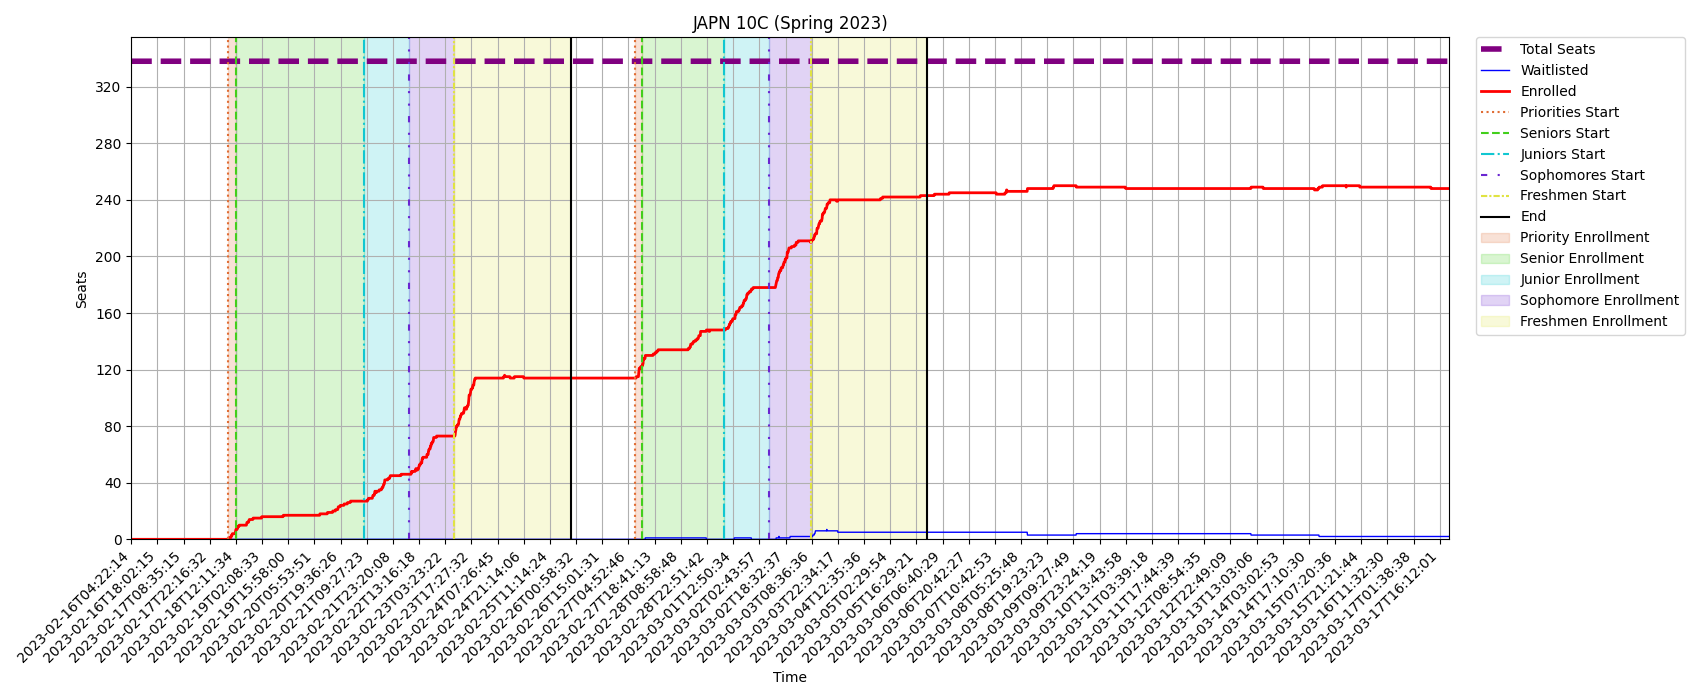 JAPN 10C (Spring 2023)
Seats
320
280
240
200
160
120
80
40
0
2023-02-16T04:22:14
2023-02-16T18:02:15
2023-02-17T08:35:15
2023-02-17T22:16:32
2023-02-18T12:11:34
2023-02-19T02:08:33
2023-02-19T15:58:00
2023-02-20T05:53:51
2023-02-20T19:36:26
2023-02-21T09:27:23
2023-02-21T23:20:08
2023-02-22T13:16:18
2023-02-23T03:23:22
2023-02-24T07:26:45
2023-02-24T21:14:06
2023-02-25T11:14:24
2023-02-26T00:58:32
2023-02-26T15:01:31
2023-02-27T04:52:46
2023-02-27T18:41:13
2023-02-28T08:58:48
2023-02-28T22:51:42
2023-03-01T12:50:34
2023-03-02T02:43:57
2023-03-02T18:32:37
2023-03-03T08:36:36
2023-03-03T22:34:17
2023-03-04T12:35:36
2023-03-05T02:29:54
2023-03-05T16:29:21
2023-03-06T06:40:29
2023-03-06T20:42:27
2023-03-07T10:42:53
2023-03-08T05:25:48
2023-03-08T19:23:23
2023-03-09T09:27:49
2023-03-09T23:24:19
2023-03-10T13:43:58
2023-03-11T03:39:18
2023-03-11T17:44:39
2023-03-12T08:54:35
2023-03-12T22:49:09
2023-03-13T13:03:06
2023-03-14T03:02:53
2023-03-14T17:10:30
2023-03-15T07:20:36
2023-03-15T21:21:44
2023-03-16T11:32:30
2023-03-17T01:38:38
2023-03-17T16:12:01
Time
Total Seats
Waitlisted
Enrolled
Priorities Start
Seniors Start
Juniors Start
Sophomores Start
Freshmen Start
End
Priority Enrollment
Senior Enrollment
Junior Enrollment
Sophomore Enrollment
Freshmen Enrollment